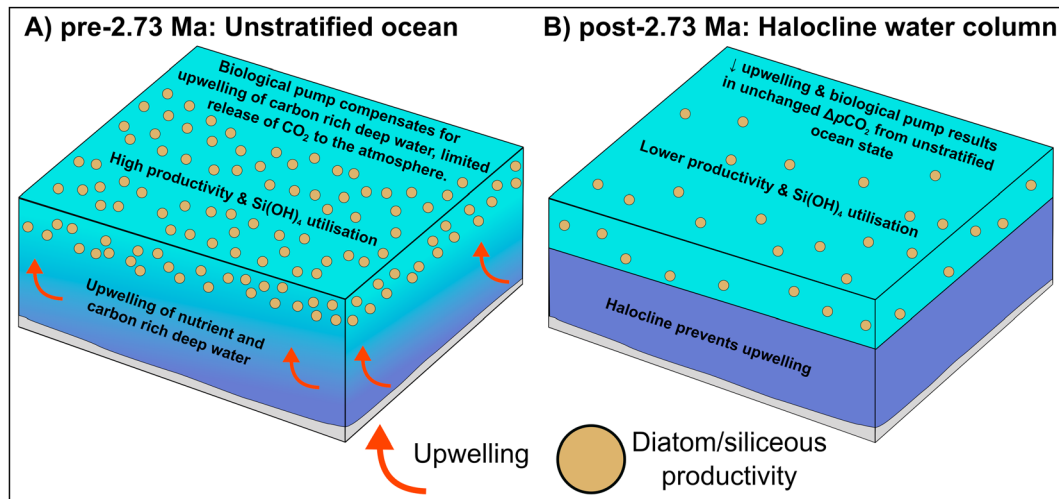 A) pre-2.73 Ma: Unstratified ocean
Biological pump compensates for
upwelling of carbon rich deep water, limited
release of CO₂ to the atmosphere.
High productivity & Si(OH)₄ utilisation
Upwelling of nutrient and
carbon rich deep water
B) post-2.73 Ma: Halocline water column
↓ upwelling & biological pump results
in unchanged ΔpCO₂ from unstratified
ocean state
Lower productivity & Si(OH)₄ utilisation
Halocline prevents upwelling
Upwelling
Diatom/siliceous
productivity